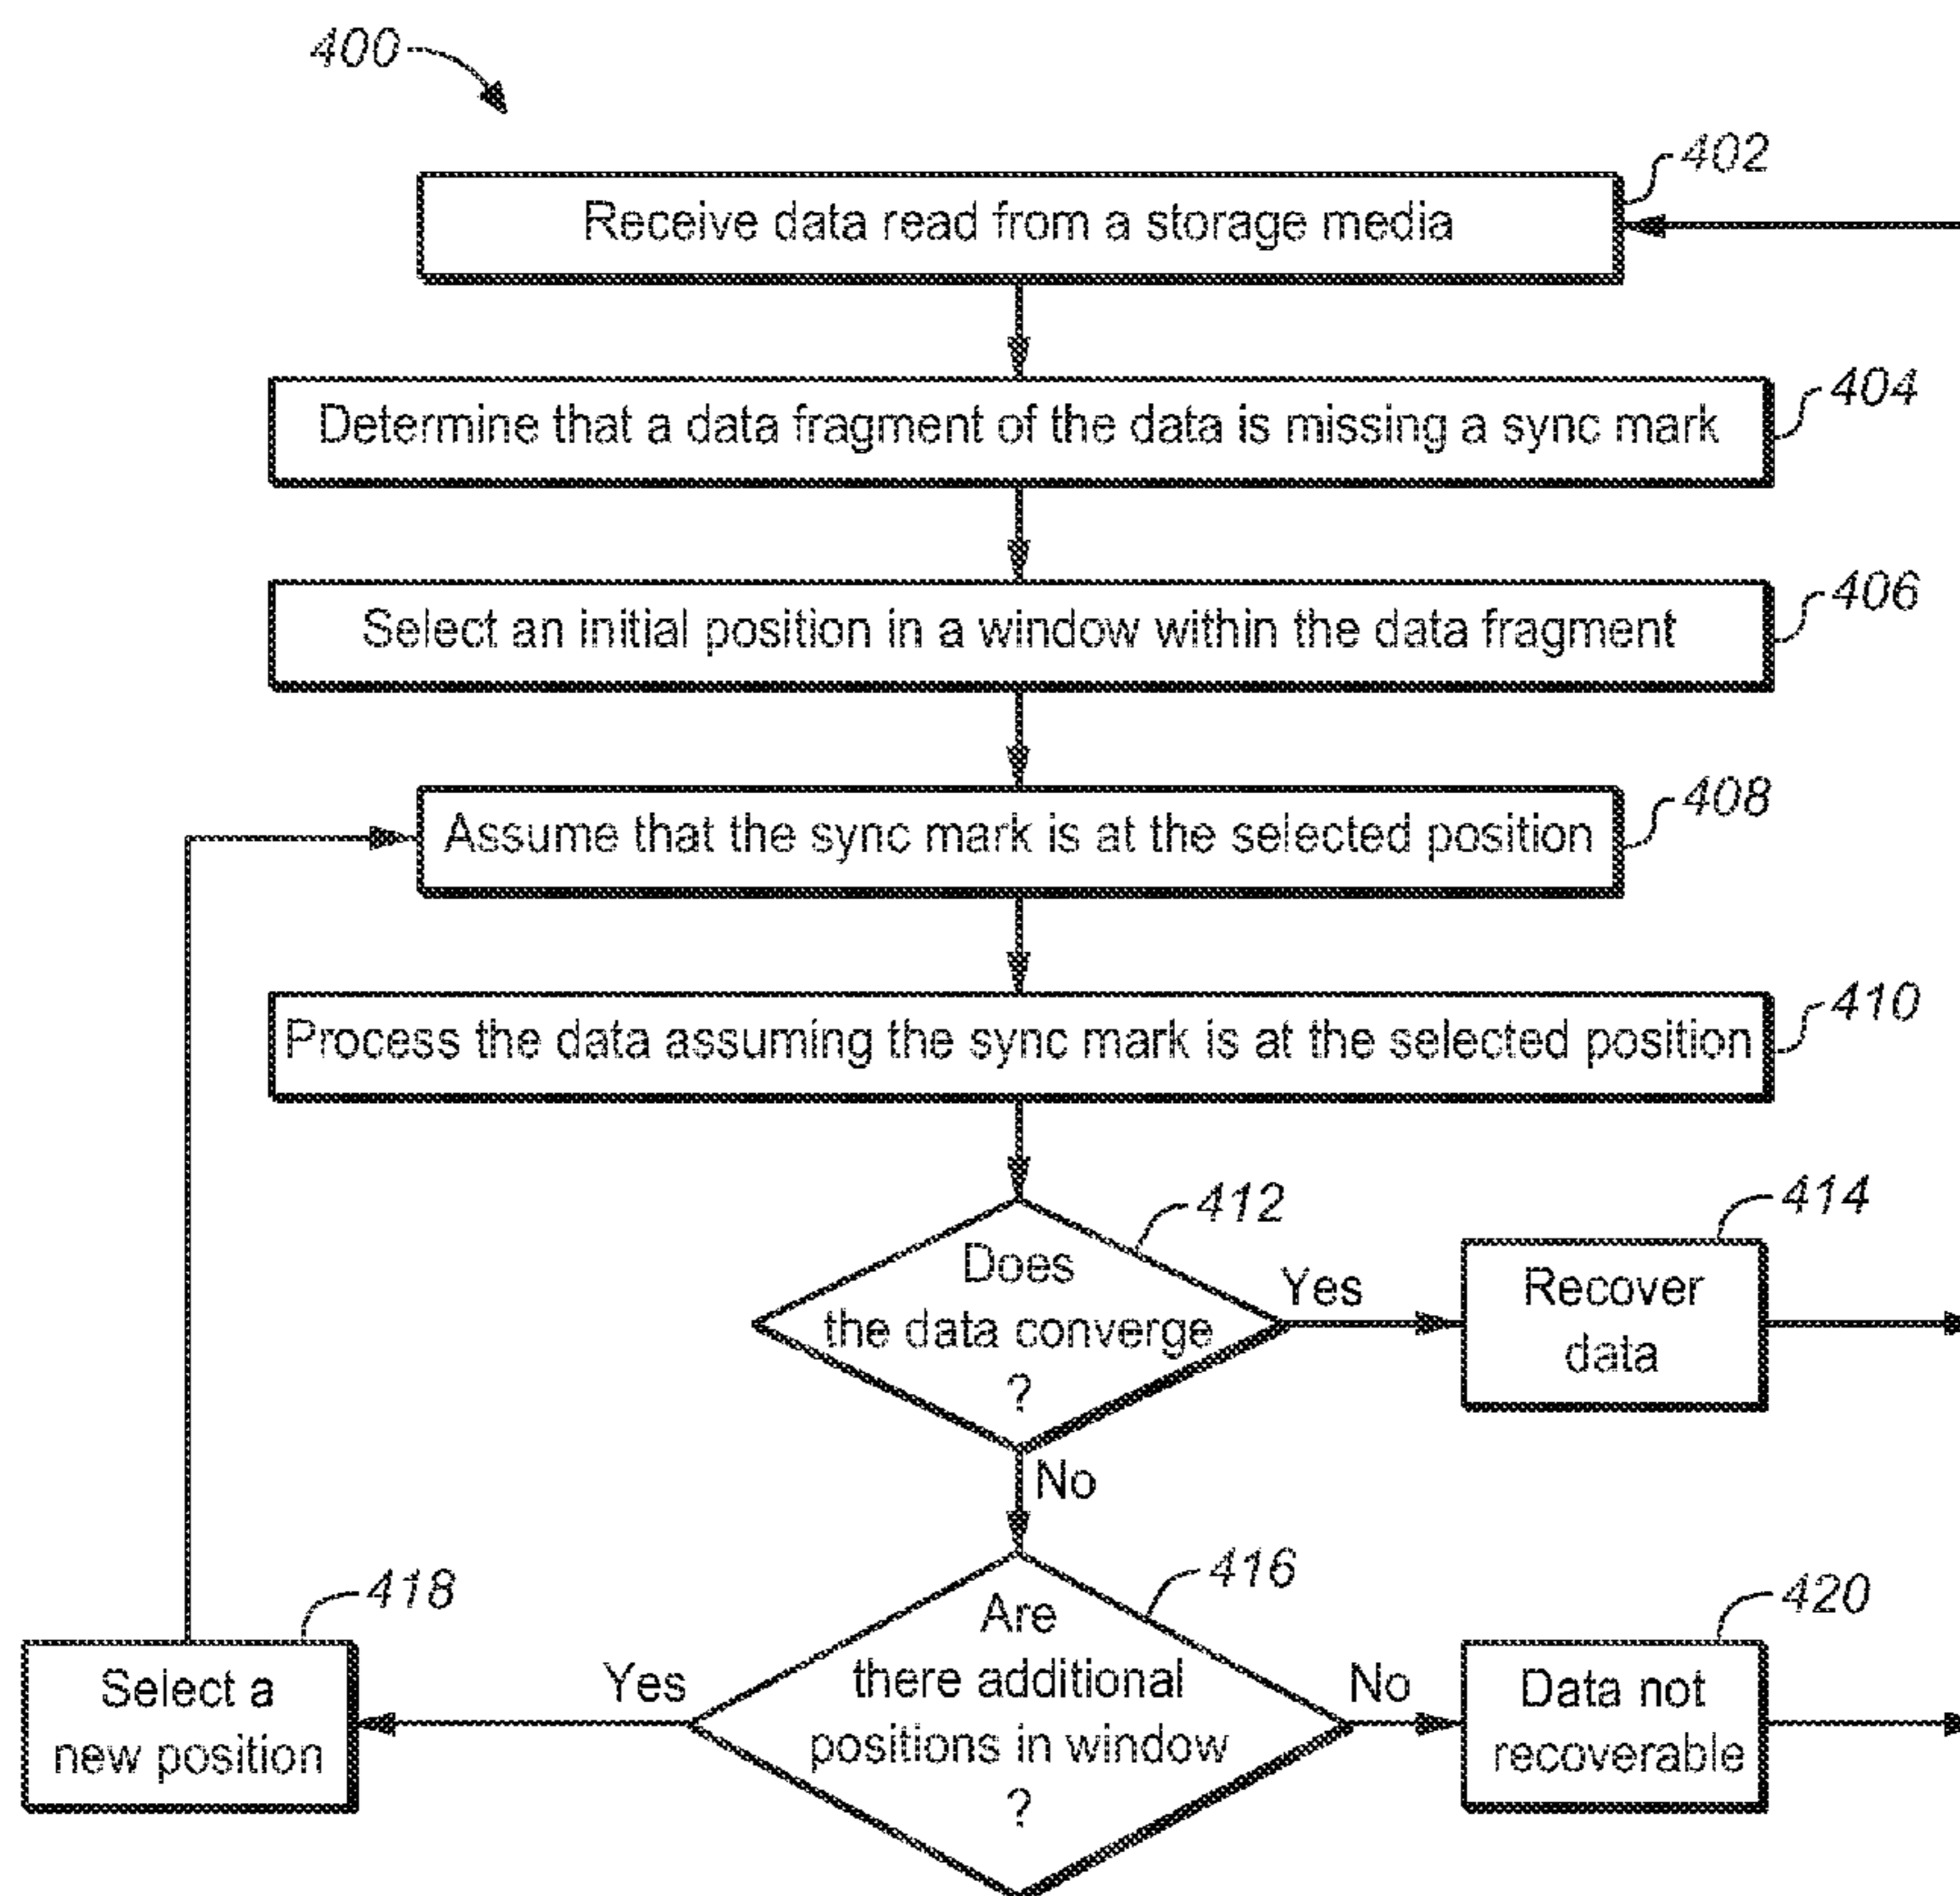 400
402
Receive data read from a storage media
404
Determine that a data fragment of the data is missing a sync mark
406
Select an initial position in a window within the data fragment
408
Assume that the sync mark is at the selected position
410
Process the data assuming the sync mark is at the selected position
412
Does
the data converge
?
Yes
414
Recover
data
No
416
Are
there additional
positions in window
?
Yes
418
Select a
new position
No
420
Data not
recoverable